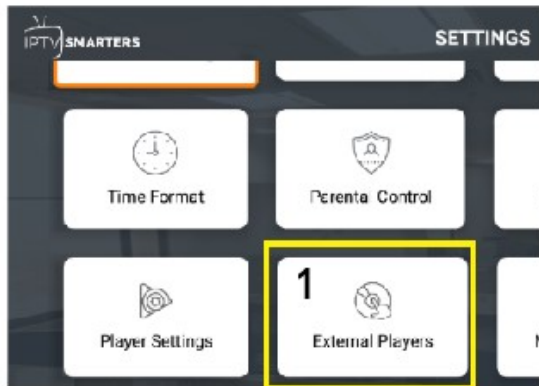 IPTV SMARTERS
SETTINGS
Time Format
Parental Control
1
Player Settings
External Players